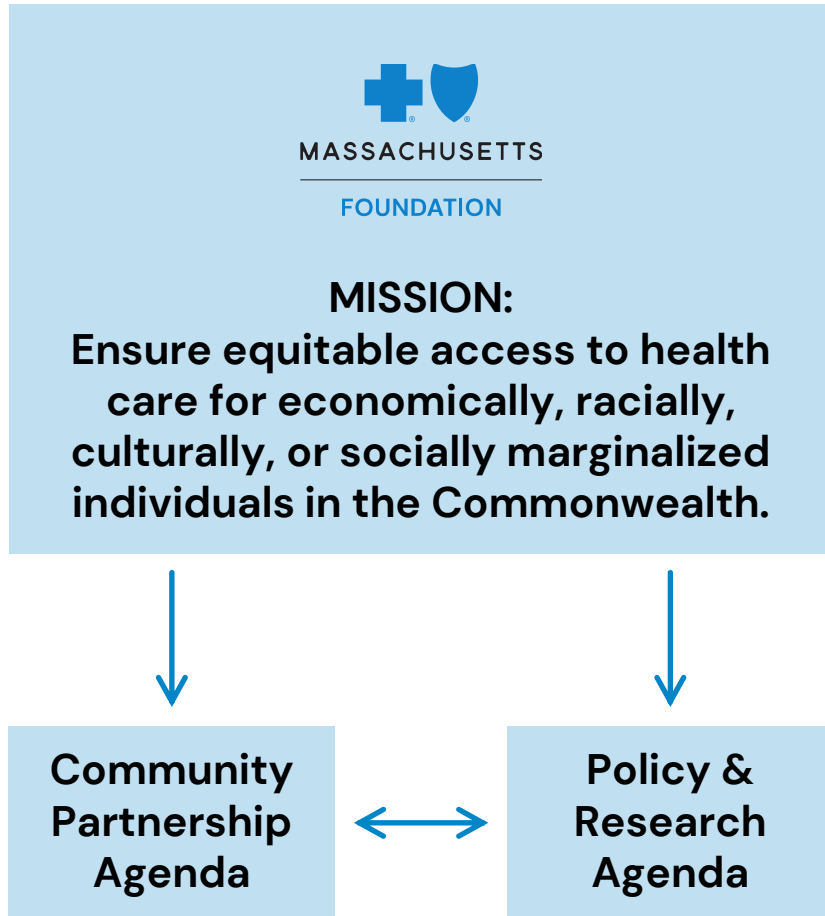 MASSACHUSETTS
FOUNDATION
MISSION:
Ensure equitable access to health
care for economically, racially,
culturally, or socially marginalized
individuals in the Commonwealth.
Community
Partnership
Agenda
Policy &
Research
Agenda